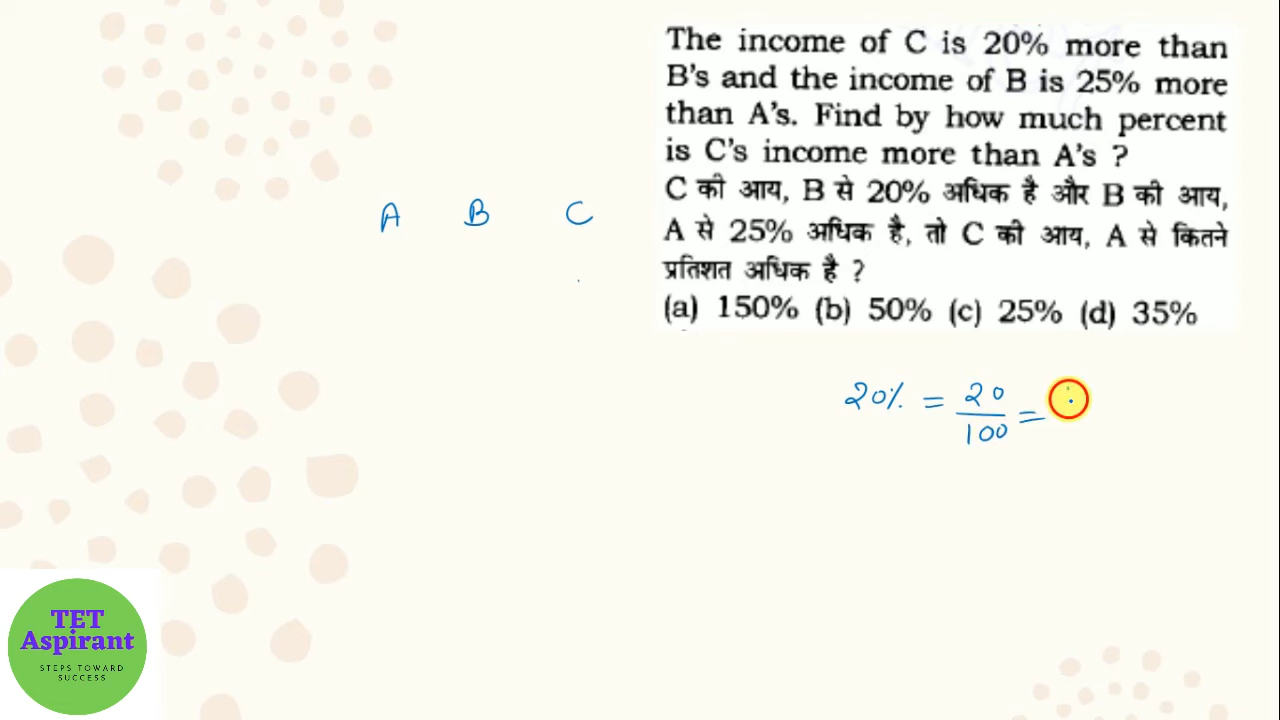 The income of C is 20% more than
B's and the income of B is 25% more
than A's. Find by how much percent
is C's income more than A's ?
C की आय, B से 20% अधिक है और B की आय,
A से 25% अधिक है, तो C की आय, A से कितने
प्रतिशत अधिक है ?
(a) 150% (b) 50% (c) 25% (d) 35%
A B C
20% = 20/100 =
TET
Aspirant
STEPS TOWARD
SUCCESS